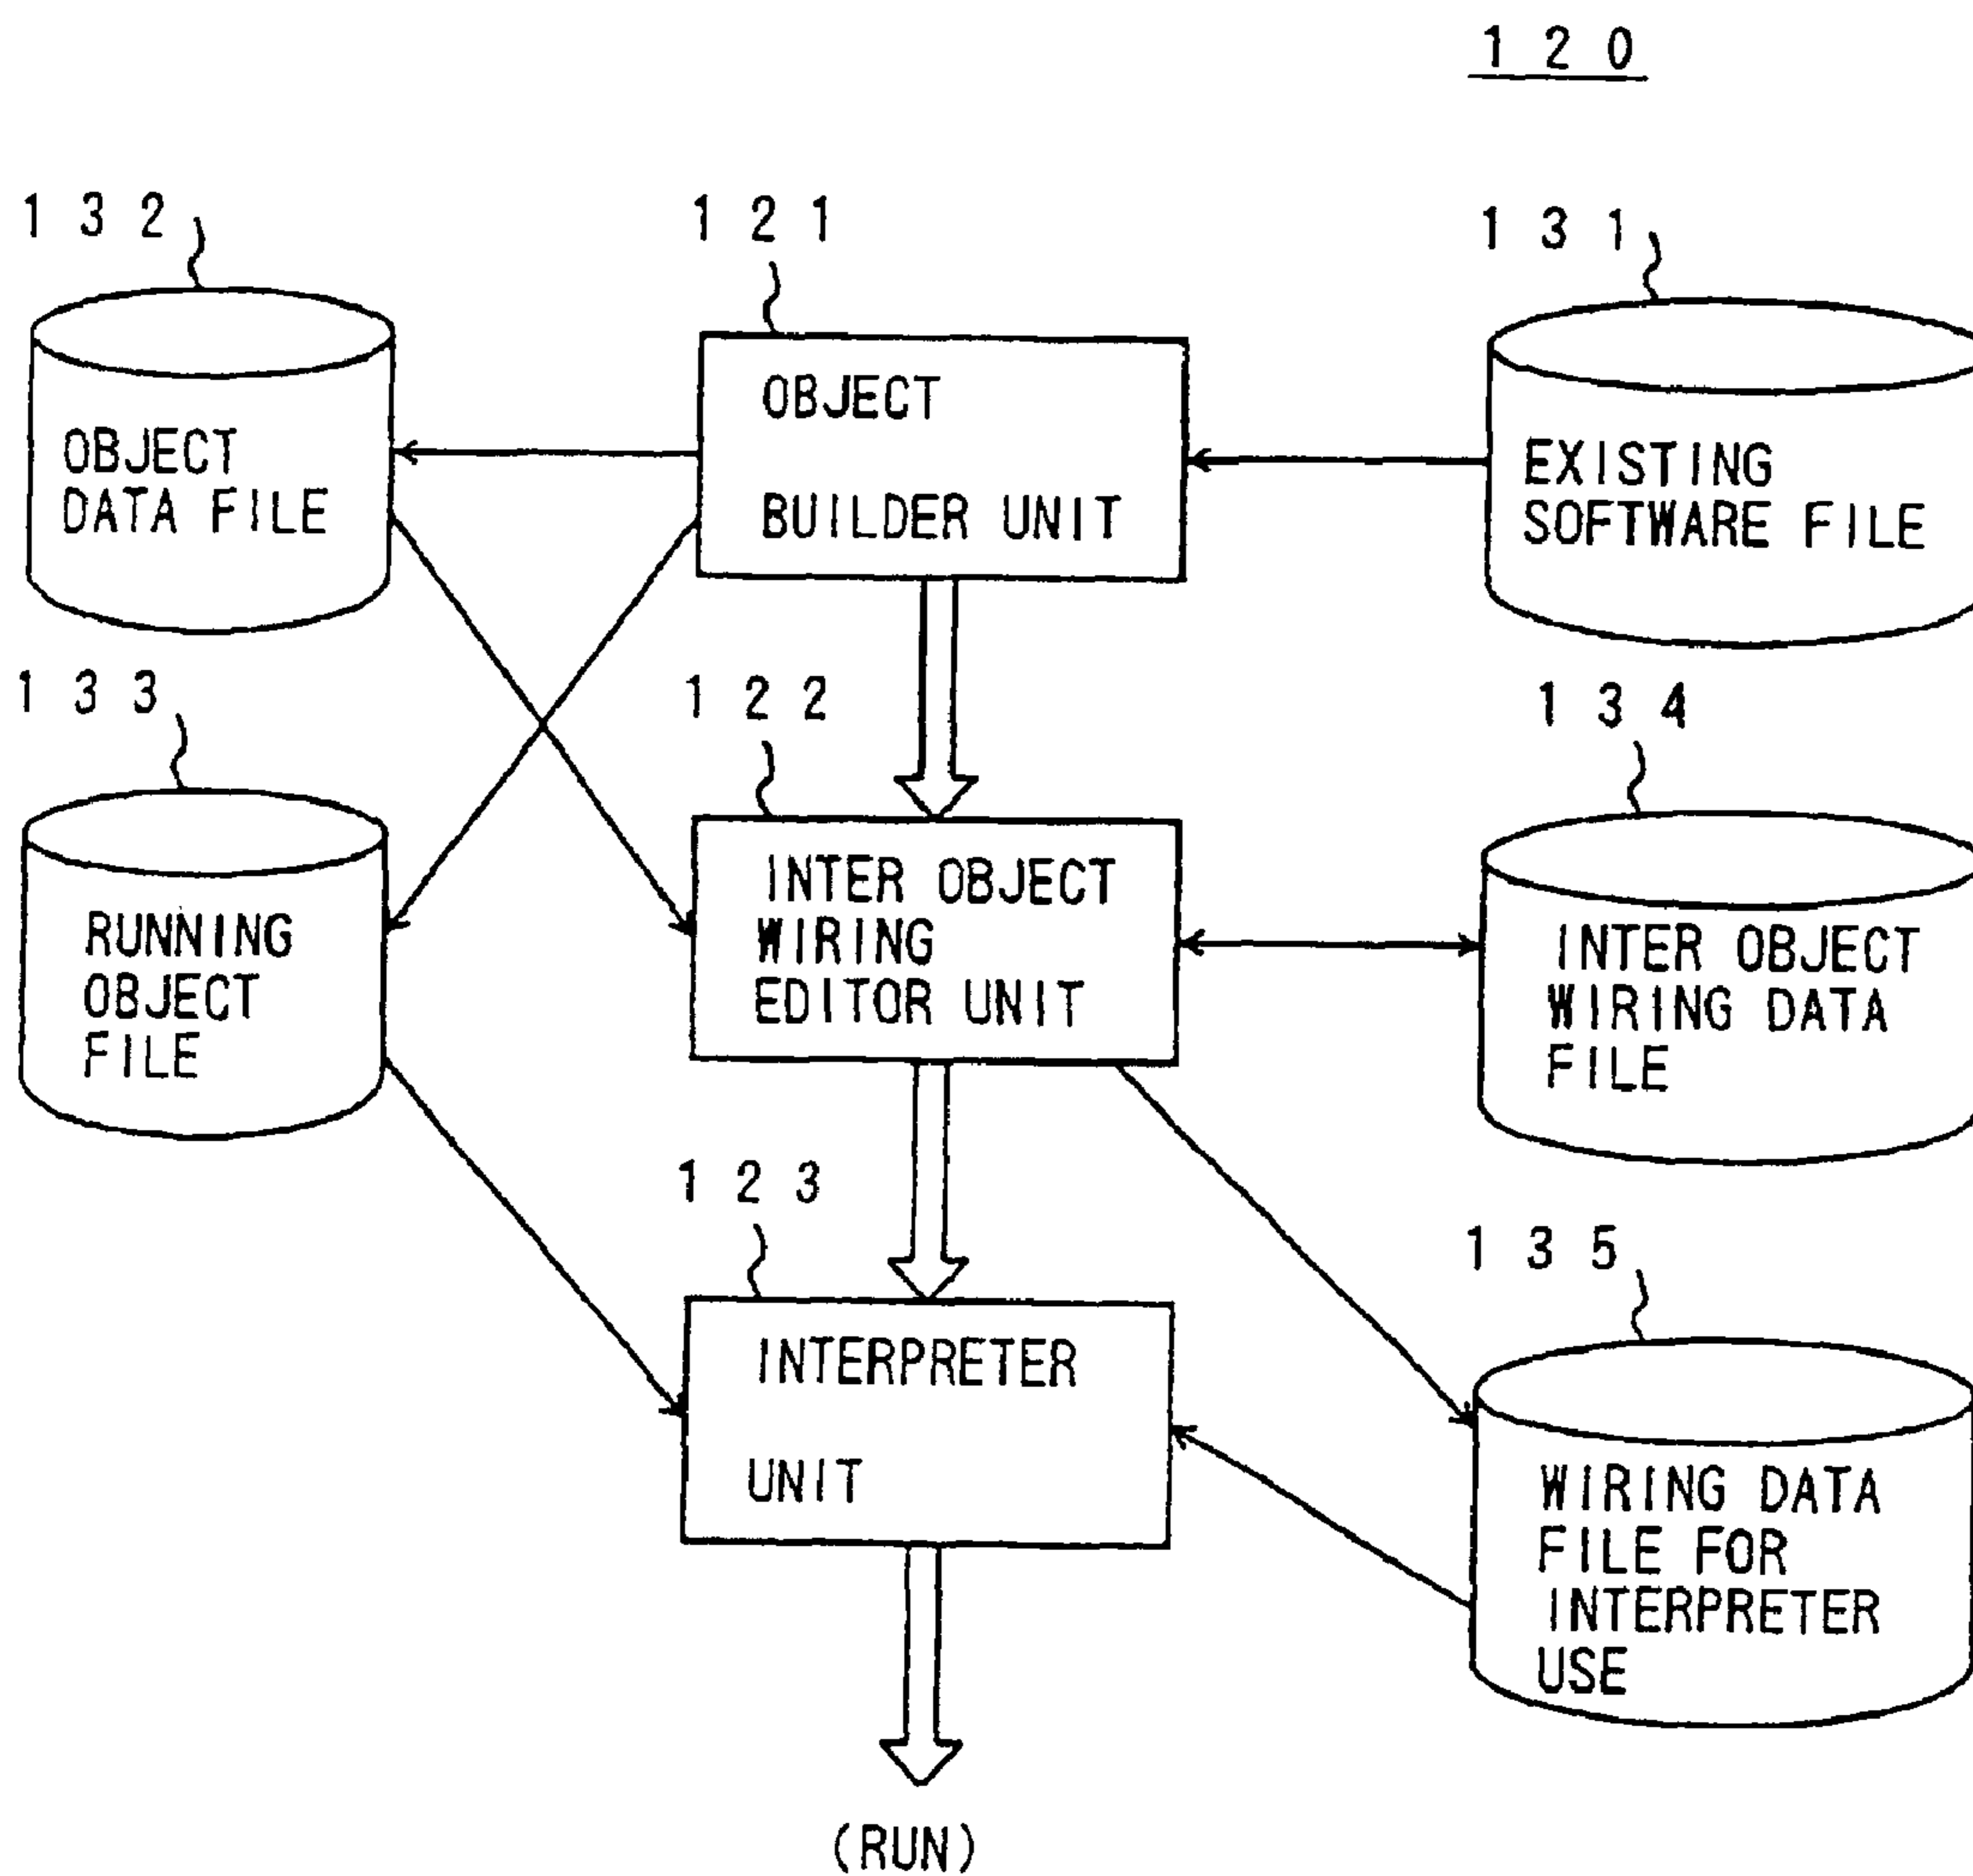 120
132
121
131
OBJECT
DATA FILE
OBJECT
BUILDER UNIT
EXISTING
SOFTWARE FILE
133
122
134
RUNNING
OBJECT
FILE
INTER OBJECT
WIRING
EDITOR UNIT
INTER OBJECT
WIRING DATA
FILE
123
135
INTERPRETER
UNIT
WIRING DATA
FILE FOR
INTERPRETER
USE
(RUN)